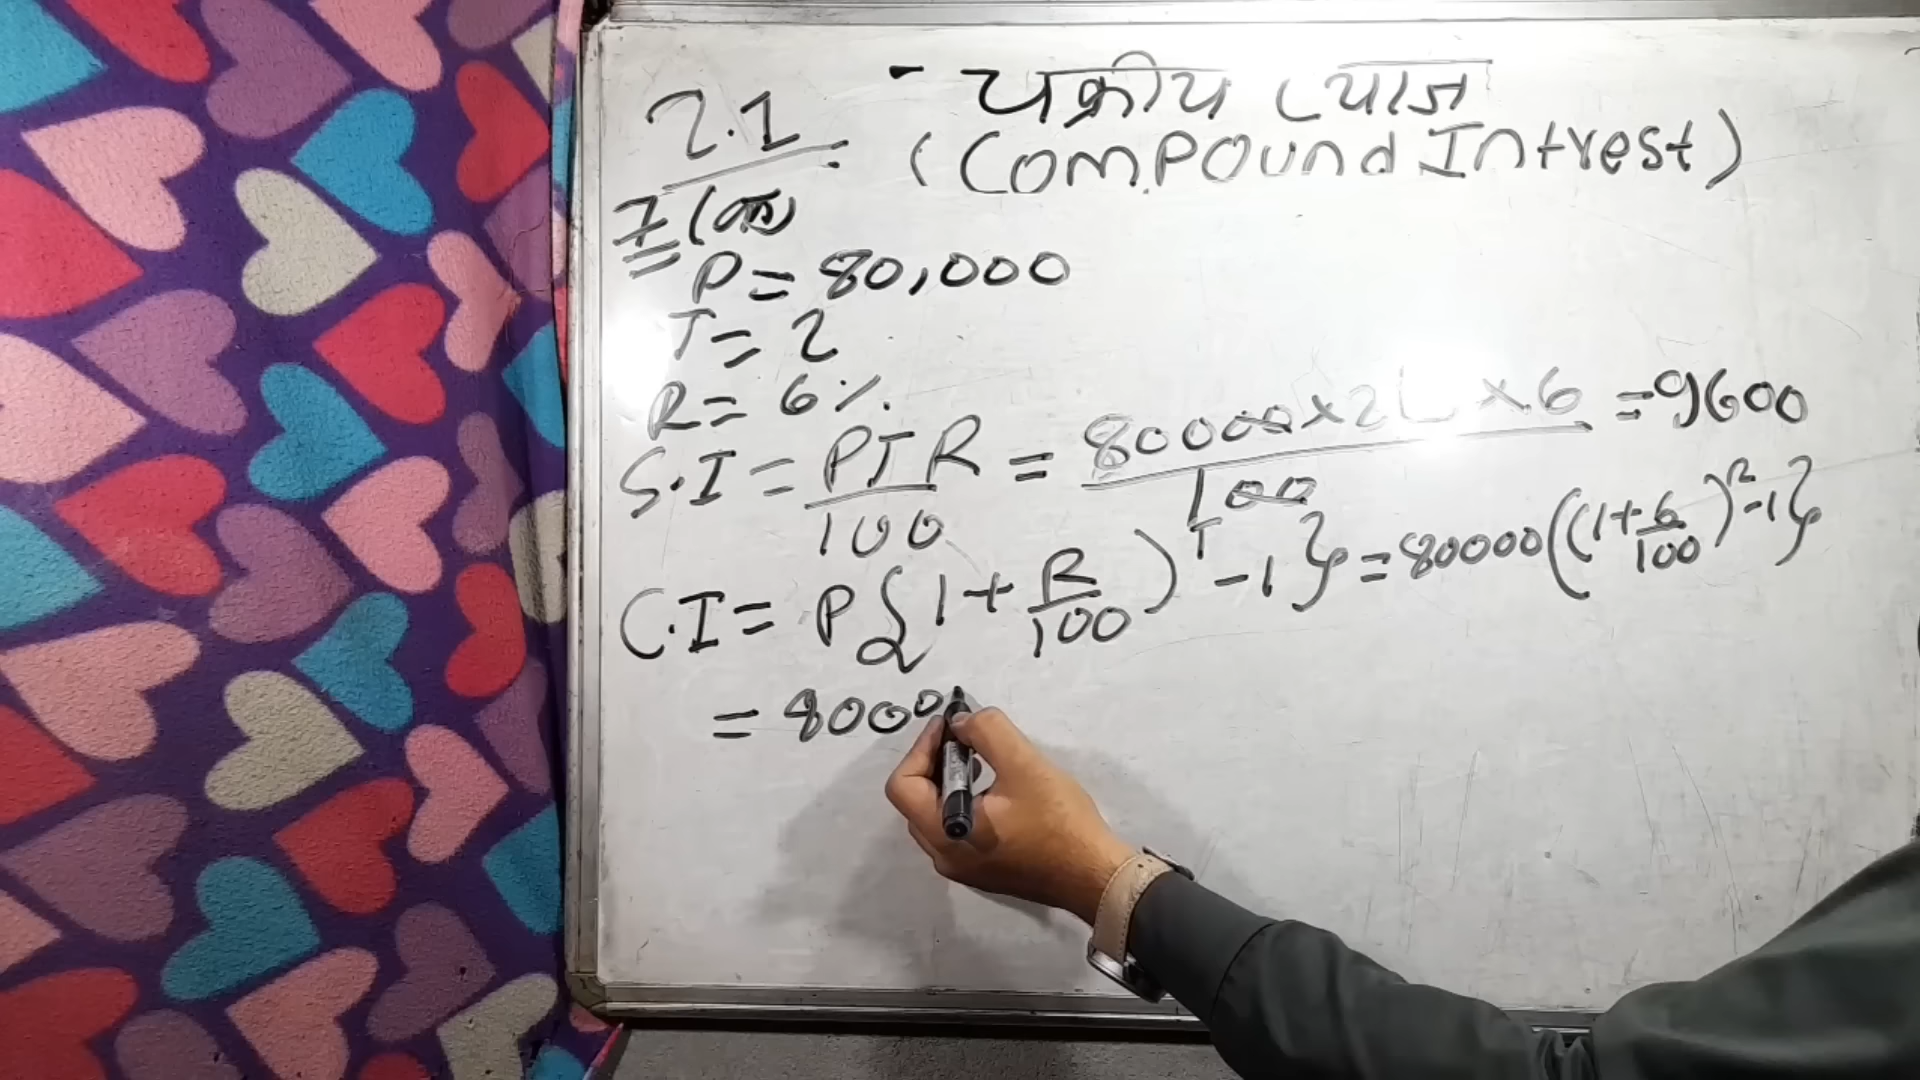 2.1 - चक्रीय ब्याज
(Compound Intrest)
7(क)
P = 80,000
T = 2
R = 6%.
S.I = PTR/100 = 80000×2×6/100 = 9600
C.I = P{1+R/100)^T -1} = 80000((1+6/100)^2 -1}
= 8000